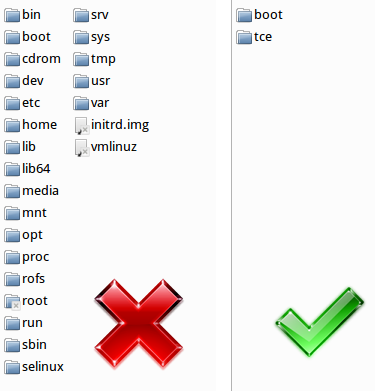 bin
boot
cdrom
dev
etc
home
lib
lib64
media
mnt
opt
proc
rofs
root
run
sbin
selinux
srv
sys
tmp
usr
var
initrd.img
vmlinuz
boot
tce